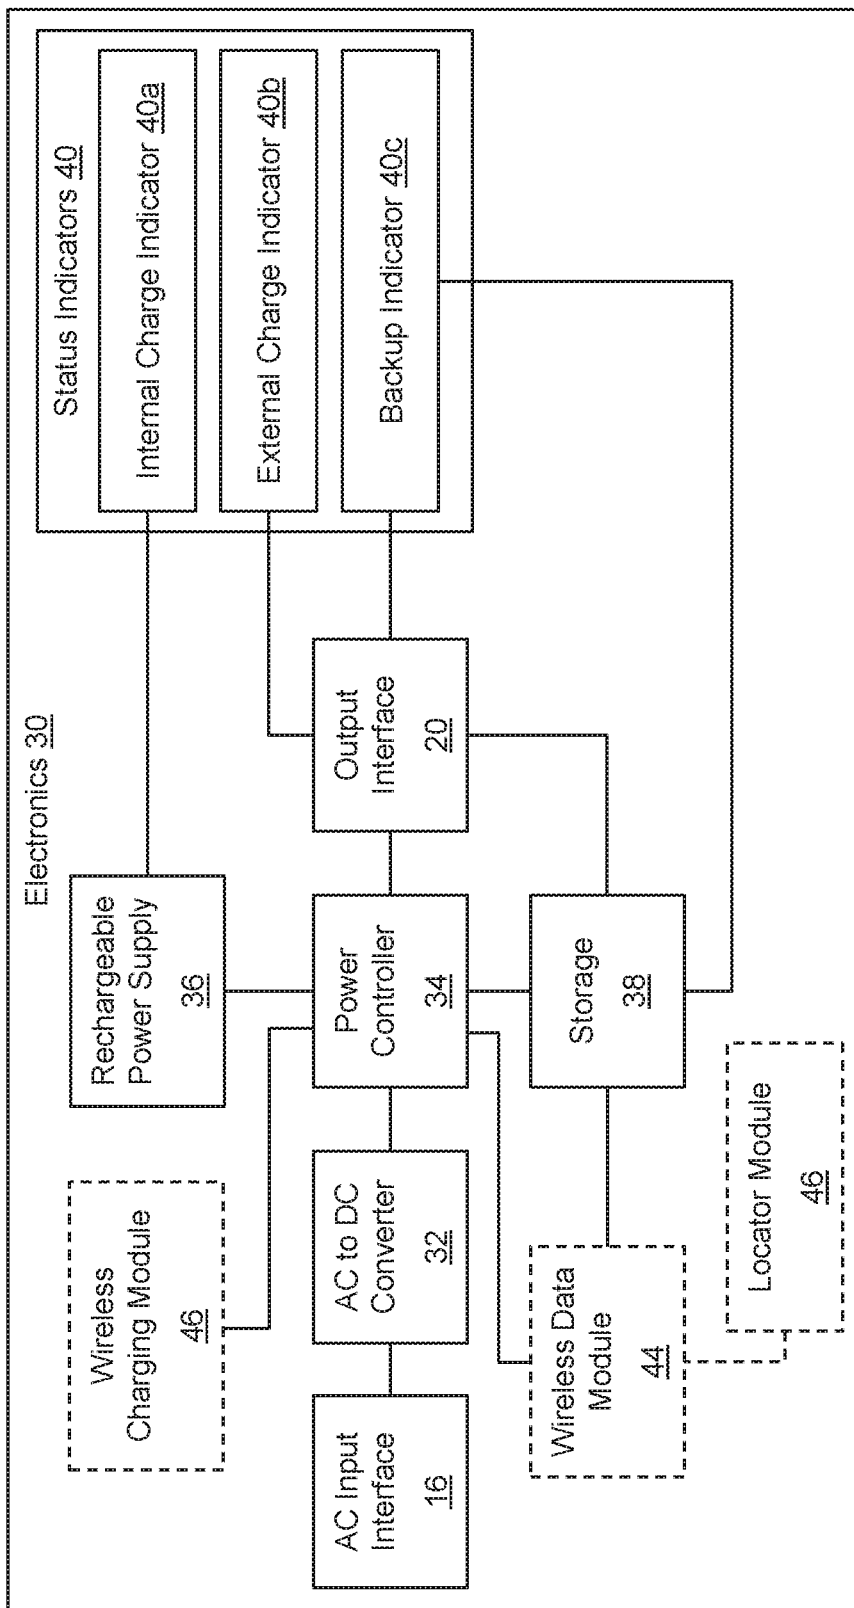 Electronics 30
Status Indicators 40
Internal Charge Indicator 40a
External Charge Indicator 40b
Backup Indicator 40c
Wireless
Charging Module
46
Rechargeable
Power Supply
36
AC Input
Interface
16
AC to DC
Converter
32
Power
Controller
34
Output
Interface
20
Wireless Data
Module
44
Storage
38
Locator Module
46